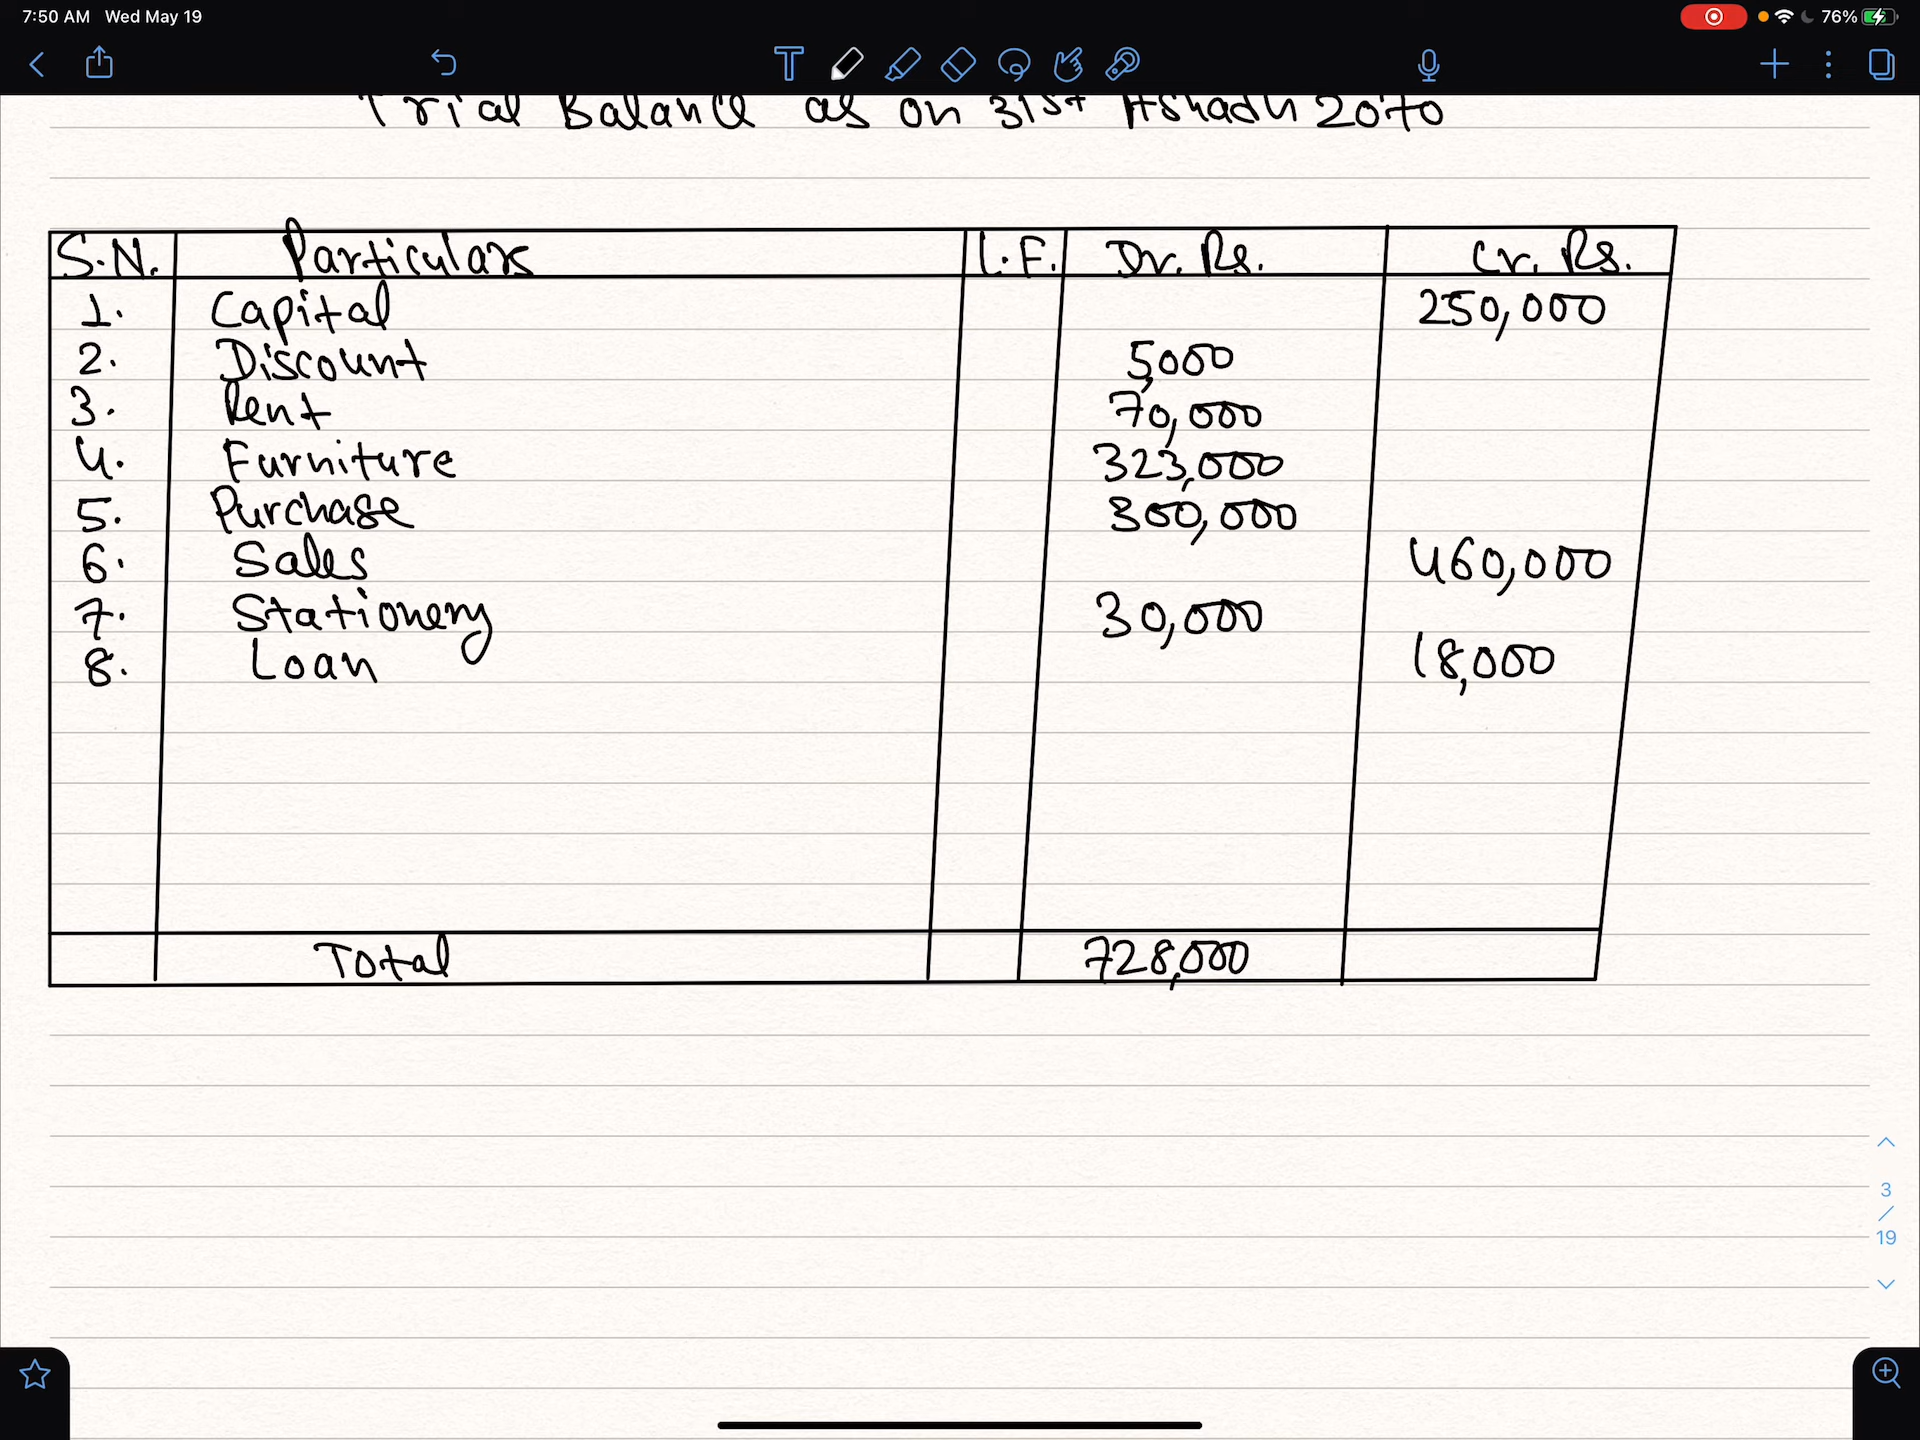 7:50 AM Wed May 19
76%
Trial Balance as on 31st Ashadh 2070
S.N. Particulars L.F. Dr. Rs. Cr. Rs.
1. Capital 250,000
2. Discount 5,000
3. Rent 70,000
4. Furniture 323,000
5. Purchase 300,000
6. Sales 460,000
7. Stationery 30,000
8. Loan 18,000
Total 728,000
3
/
19